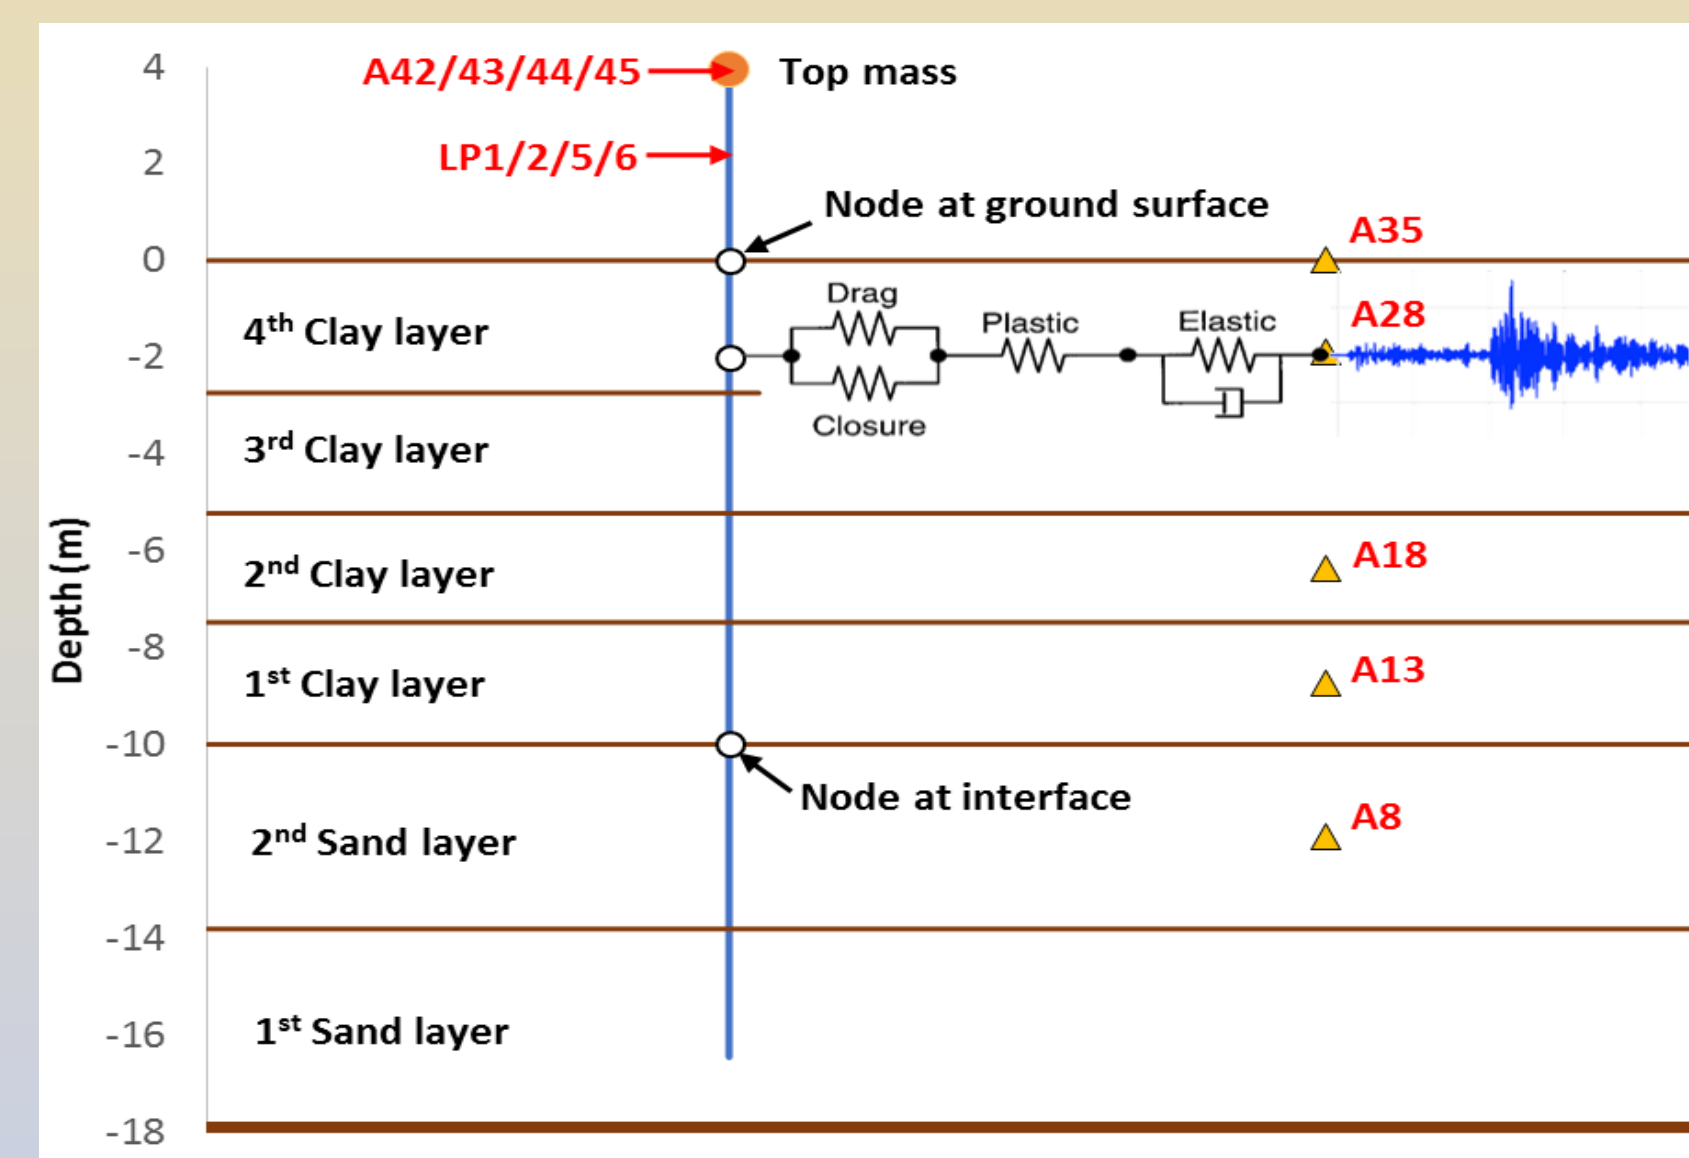 4
A42/43/44/45
Top mass
2
LP1/2/5/6
Node at ground surface
0
A35
Drag
4th Clay layer
Plastic
Elastic
A28
-2
Closure
-4
3rd Clay layer
Depth (m)
-6
2nd Clay layer
A18
-8
1st Clay layer
A13
-10
Node at interface
-12
2nd Sand layer
A8
-14
-16
1st Sand layer
-18